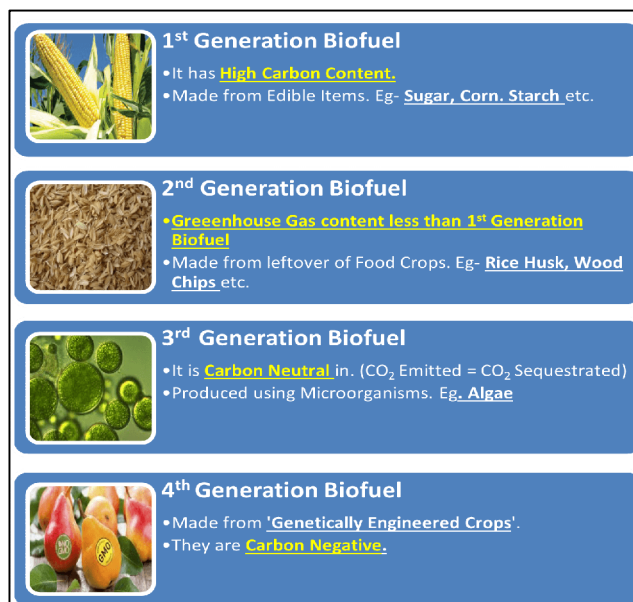 1st Generation Biofuel
•It has High Carbon Content.
•Made from Edible Items. Eg- Sugar, Corn. Starch etc.
2nd Generation Biofuel
•Greeenhouse Gas content less than 1st Generation
Biofuel
•Made from leftover of Food Crops. Eg- Rice Husk, Wood
Chips etc.
3rd Generation Biofuel
•It is Carbon Neutral in. (CO2 Emitted = CO2 Sequestrated)
•Produced using Microorganisms. Eg. Algae
4th Generation Biofuel
•Made from 'Genetically Engineered Crops'.
•They are Carbon Negative.
GMO